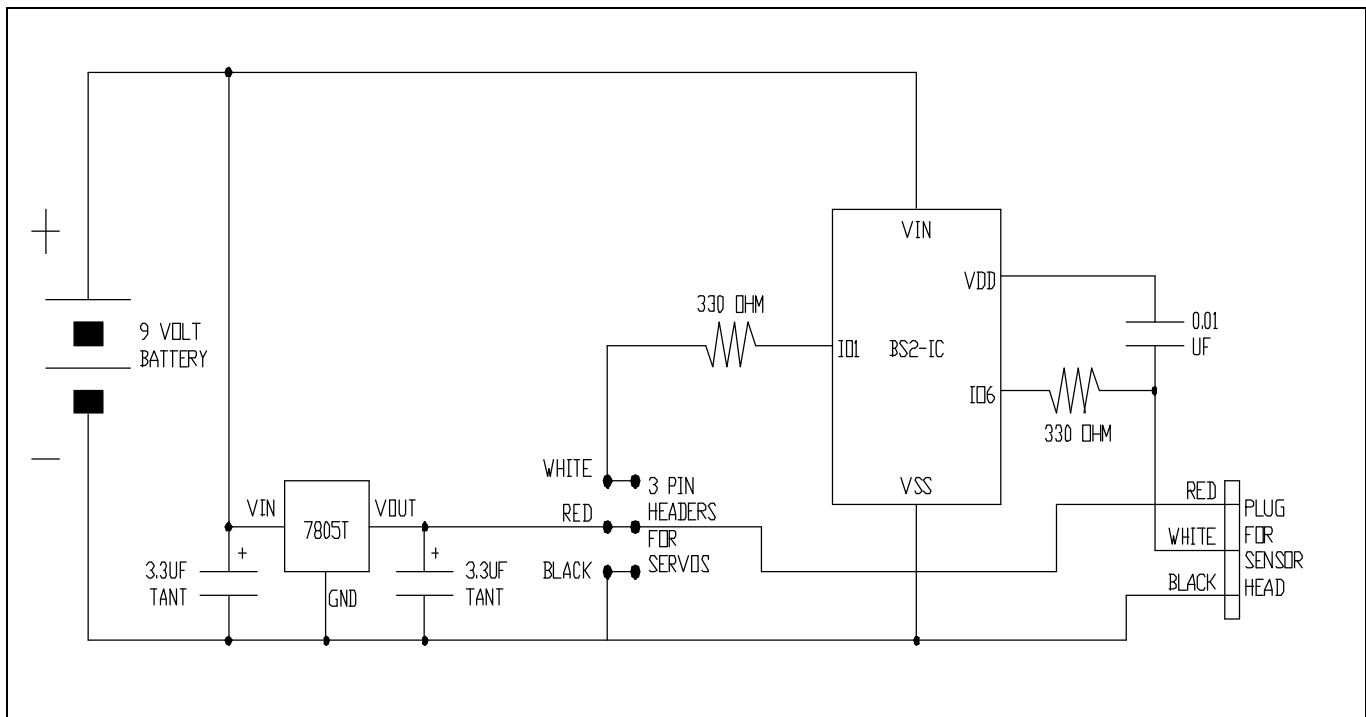 +
9 VOLT
BATTERY
—
VIN
7805T
VOUT
GND
+
3.3UF
TANT
+
3.3UF
TANT
WHITE
RED
BLACK
3 PIN
HEADERS
FOR
SERVOS
330 OHM
VIN
VDD
IO1
BS2-IC
IO6
VSS
0.01
UF
330 OHM
RED
WHITE
BLACK
PLUG
FOR
SENSOR
HEAD